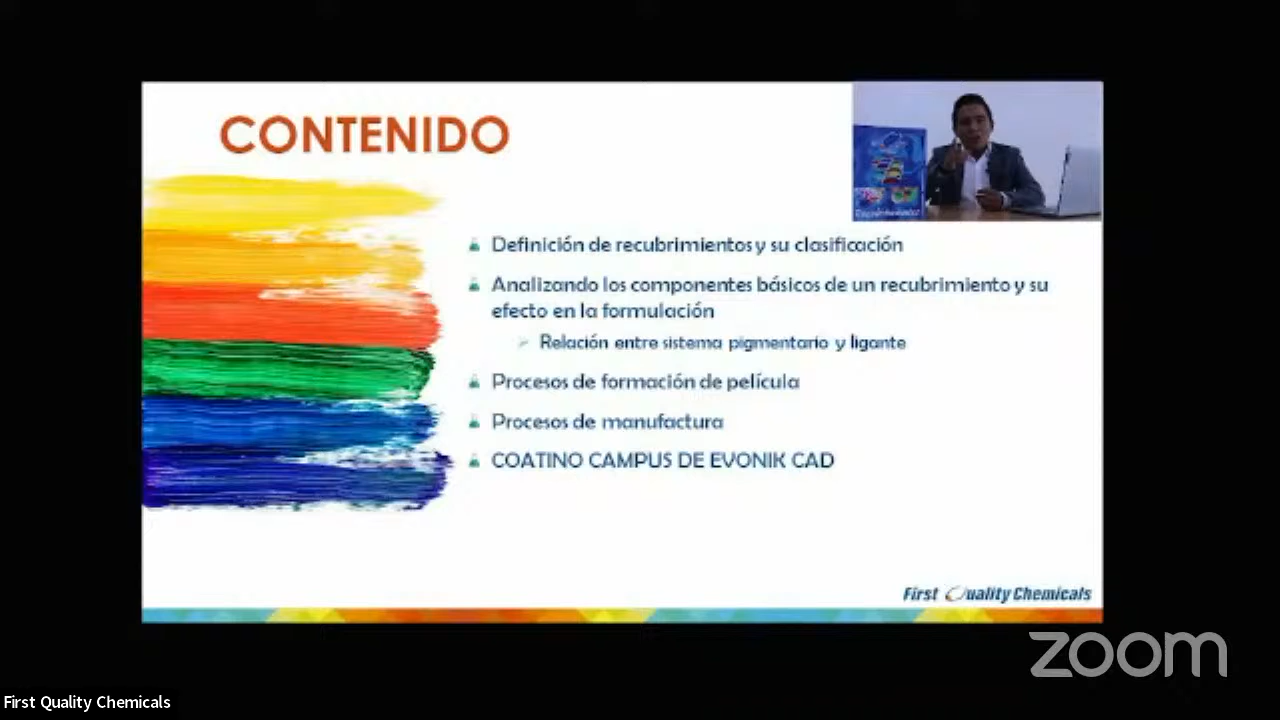 CONTENIDO
Definición de recubrimientos y su clasificación
Analizando los componentes básicos de un recubrimiento y su
efecto en la formulación
Relación entre sistema pigmentario y ligante
Procesos de formación de película
Procesos de manufactura
COATINO CAMPUS DE EVONIK CAD
First Quality Chemicals
zoom
First Quality Chemicals